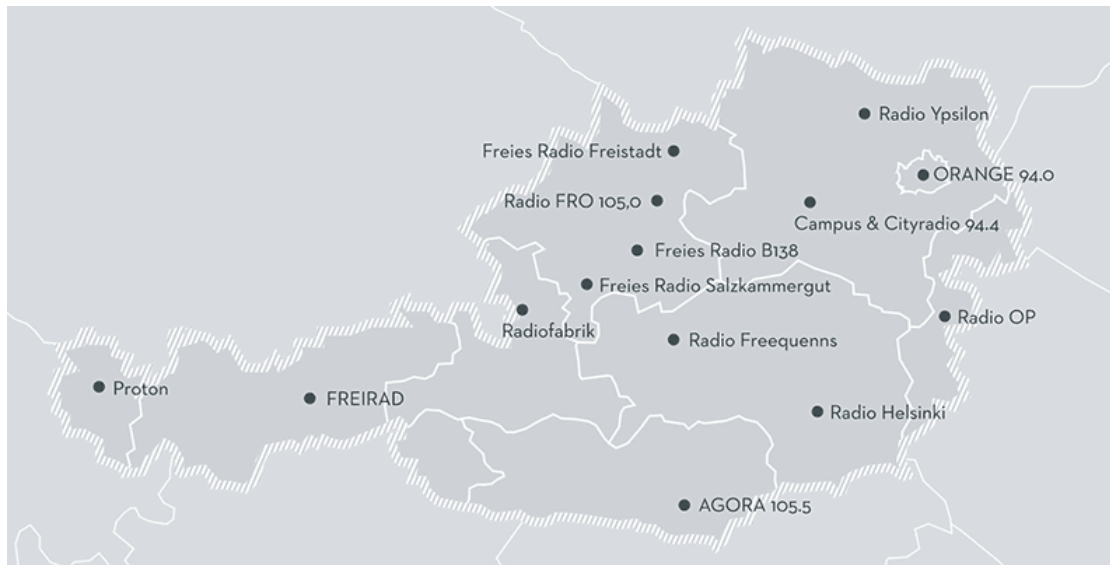 Radio Ypsilon
Freies Radio Freistadt
ORANGE 94.0
Radio FRO 105,0
Campus & Cityradio 94.4
Freies Radio B138
Freies Radio Salzkammergut
Radio OP
Radiofabrik
Radio Freequenns
Proton
FREIRAD
Radio Helsinki
AGORA 105.5